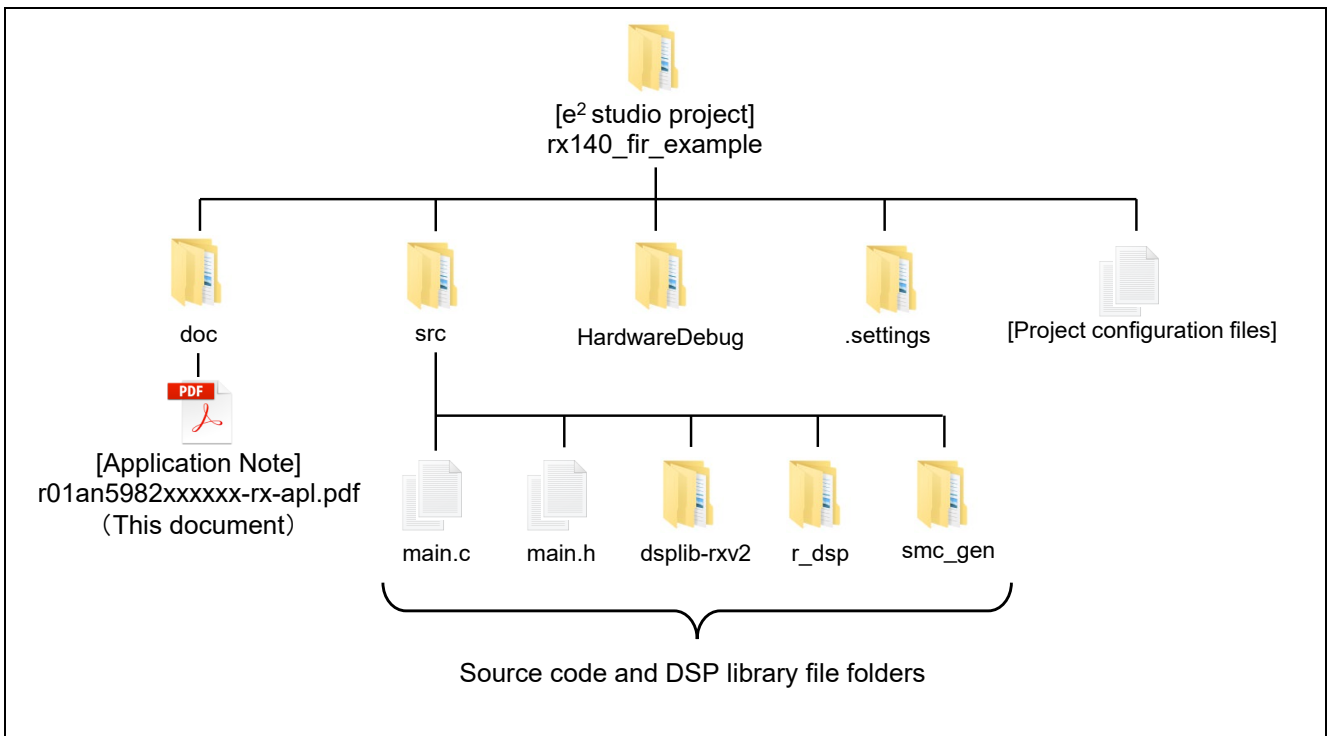 [e² studio project]
rx140_fir_example
doc
src
HardwareDebug
.settings
[Project configuration files]
PDF
[Application Note]
r01an5982xxxxxx-rx-apl.pdf
（This document）
main.c
main.h
dsplib-rxv2
r_dsp
smc_gen
Source code and DSP library file folders